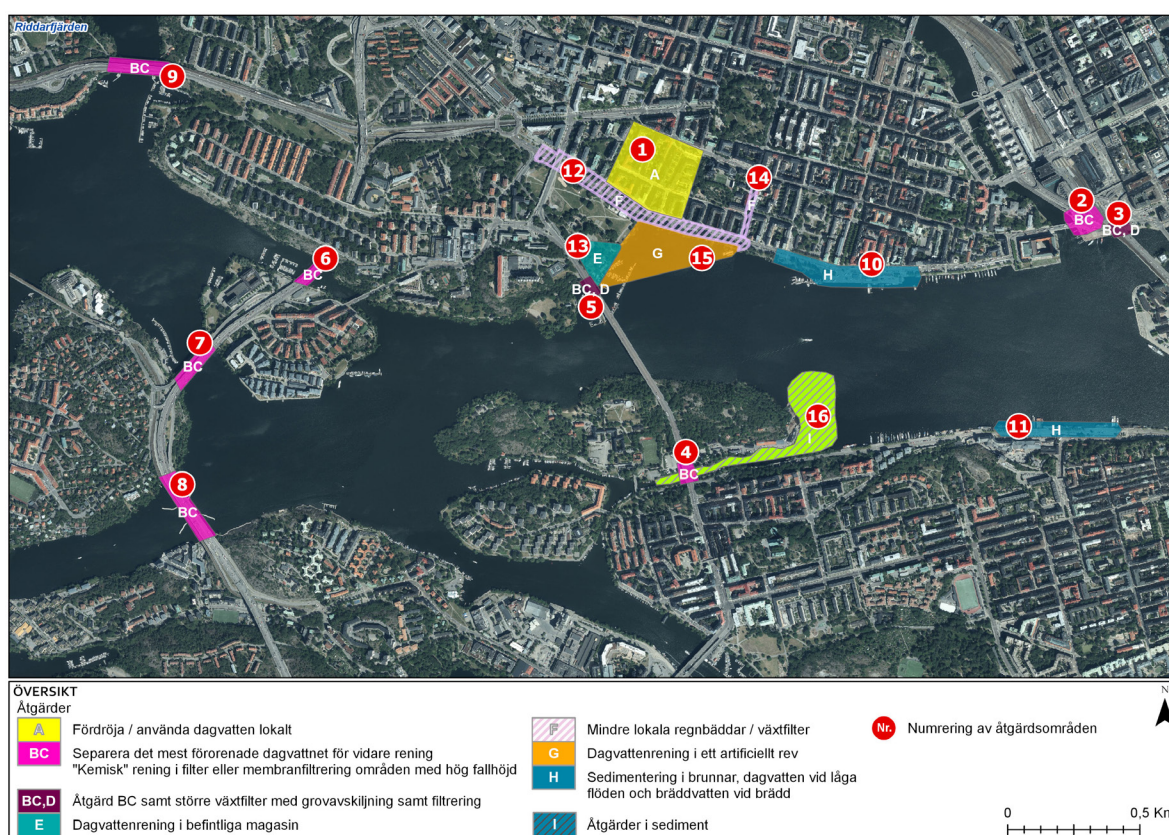 Riddarfjärden
BC
9
1
A
12
F
14
F
2
BC
3
BC, D
13
E
G
15
10
H
BC, D
5
6
BC
7
BC
16
I
11
H
4
BC
8
BC
ÖVERSIKT
Åtgärder
A Fördröja / använda dagvatten lokalt
BC Separera det mest förorenade dagvattnet för vidare rening
"Kemisk" rening i filter eller membranfiltrering områden med hög fallhöjd
BC,D Åtgärd BC samt större växtfilter med grovavskiljning samt filtrering
E Dagvattenrening i befintliga magasin
F Mindre lokala regnbäddar / växtfilter
G Dagvattenrening i ett artificiellt rev
H Sedimentering i brunnar, dagvatten vid låga
flöden och bräddvatten vid brädd
I Åtgärder i sediment
Nr. Numrering av åtgärdsområden
N
0 0,5 Km